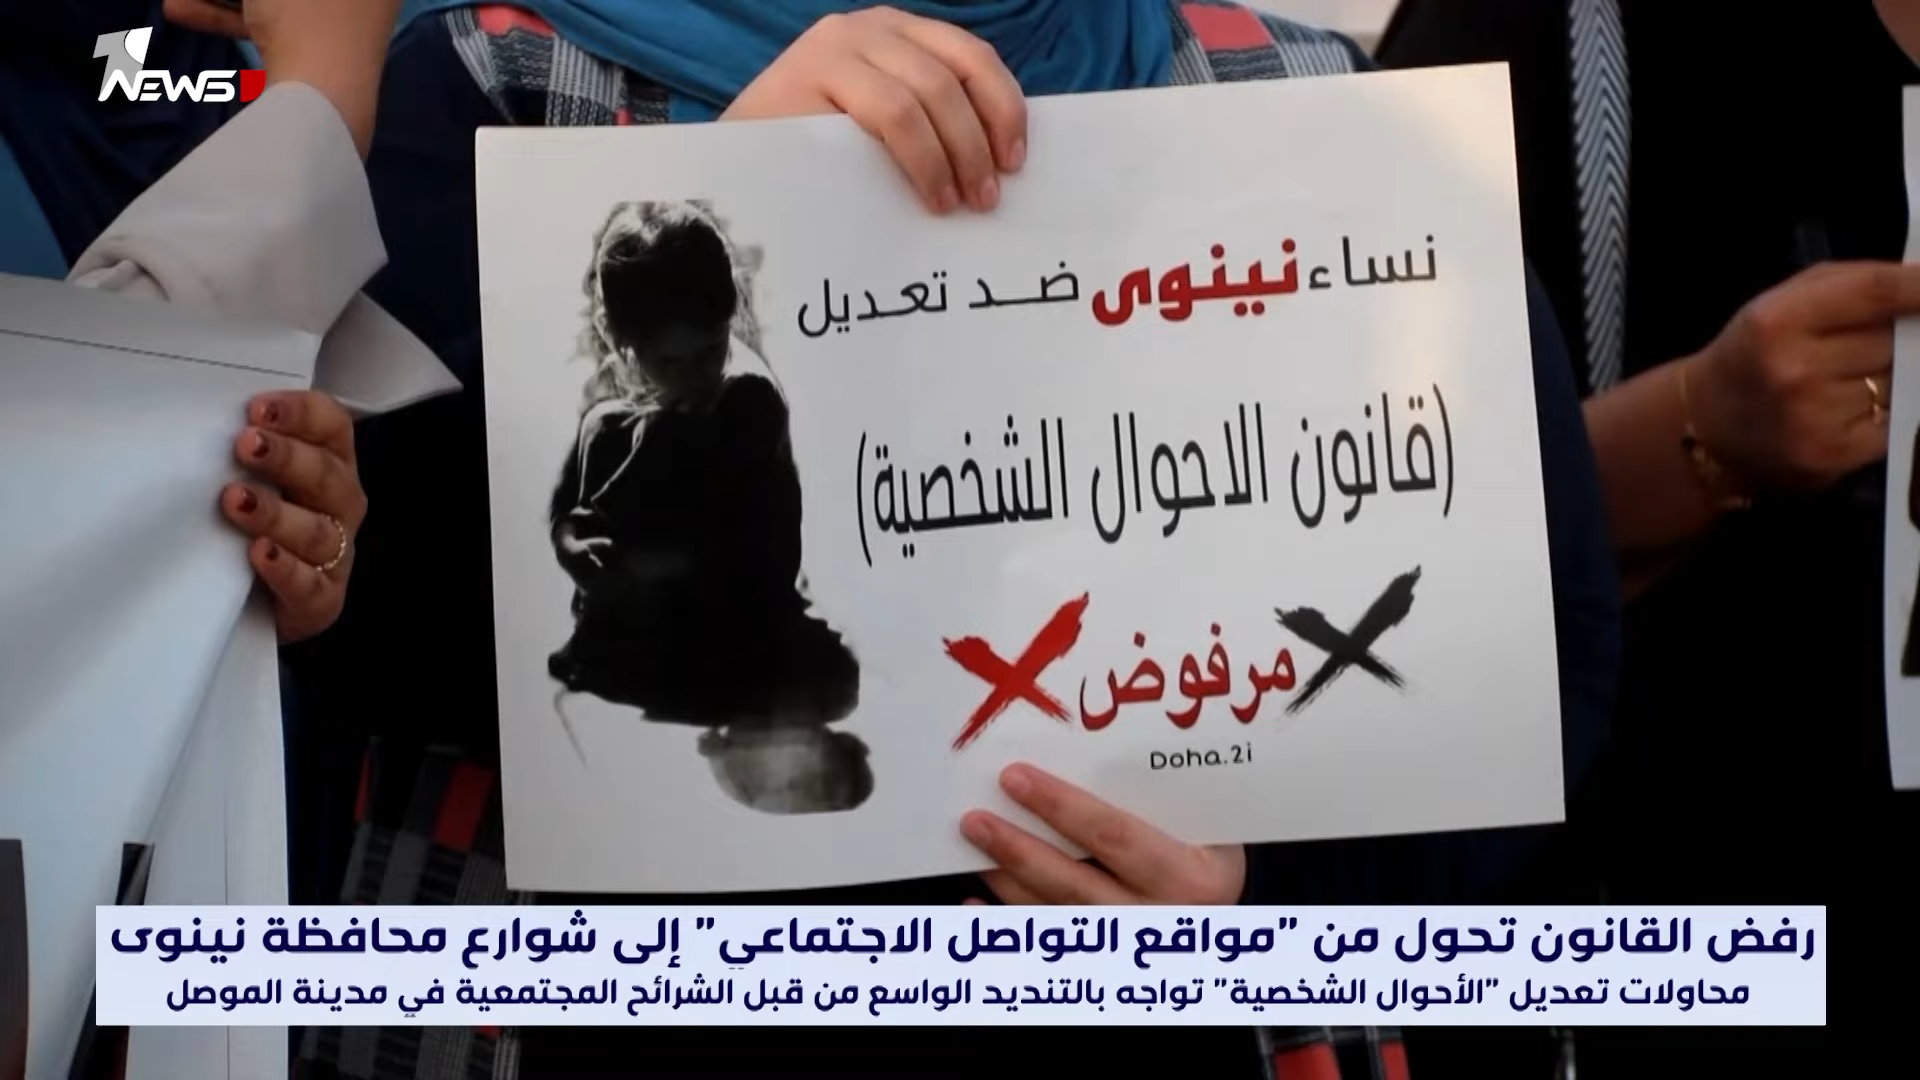 1NEWS
نساء نينوى ضد تعديل
(قانون الاحوال الشخصية)
مرفوض
Doha.2i
رفض القانون تحول من "مواقع التواصل الاجتماعي" إلى شوارع محافظة نينوى
محاولات تعديل "الأحوال الشخصية" تواجه بالتنديد الواسع من قبل الشرائح المجتمعية في مدينة الموصل